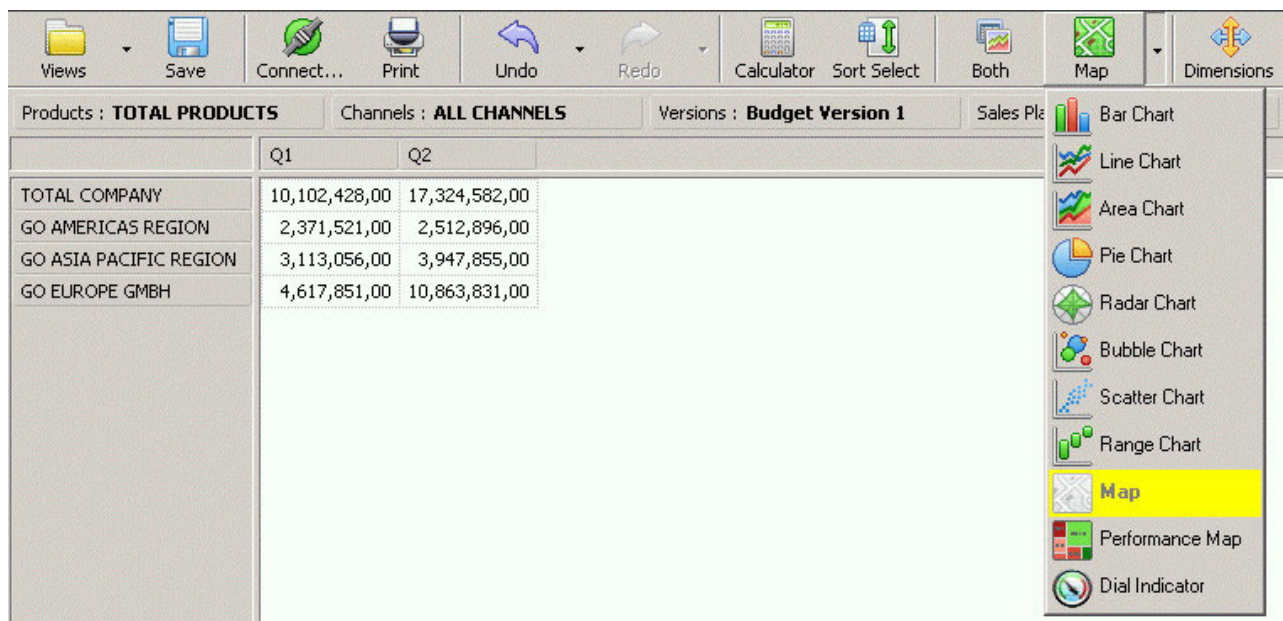 Views Save Connect... Print Undo Redo Calculator Sort Select Both Map Dimensions
Products : TOTAL PRODUCTS Channels : ALL CHANNELS Versions : Budget Version 1 Sales Pla
Q1 Q2
TOTAL COMPANY 10,102,428,00 17,324,582,00
GO AMERICAS REGION 2,371,521,00 2,512,896,00
GO ASIA PACIFIC REGION 3,113,056,00 3,947,855,00
GO EUROPE GMBH 4,617,851,00 10,863,831,00
Bar Chart
Line Chart
Area Chart
Pie Chart
Radar Chart
Bubble Chart
Scatter Chart
Range Chart
Map
Performance Map
Dial Indicator